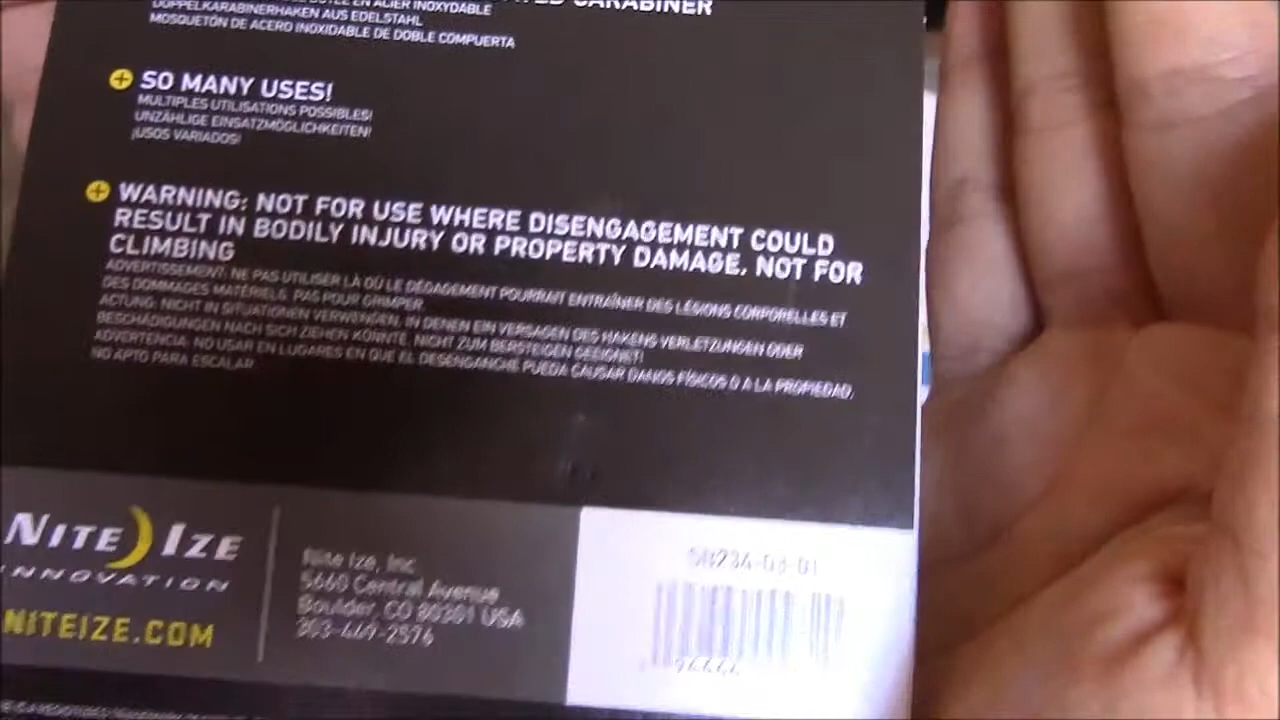 CARABINER
EN ACIER INOXYDABLE
DOPPELKARABINERHAKEN AUS EDELSTAHL
MOSQUETÓN DE ACERO INOXIDABLE DE DOBLE COMPUERTA
SO MANY USES!
MULTIPLES UTILISATIONS POSSIBLES!
UNZÄHLIGE EINSATZMÖGLICHKEITEN!
¡USOS VARIADOS!
WARNING: NOT FOR USE WHERE DISENGAGEMENT COULD
RESULT IN BODILY INJURY OR PROPERTY DAMAGE. NOT FOR
CLIMBING
ADVERTISSEMENT: NE PAS UTILISER LÀ OÙ LE DÉGAGEMENT POURRAIT ENTRAÎNER DES LÉSIONS CORPORELLES ET
DES DOMMAGES MATÉRIELS. PAS POUR GRIMPER.
ACTUNG: NICHT IN SITUATIONEN VERWENDEN, IN DENEN EIN VERSAGEN DES HAKENS VERLETZUNGEN ODER
BESCHÄDIGUNGEN NACH SICH ZIEHEN KÖNNTE. NICHT ZUM BERSTEIGEN GEEIGNET!
ADVERTENCIA: NO USAR EN LUGARES EN QUE EL DESENGANCHE PUEDA CAUSAR DAÑOS FÍSICOS O A LA PROPIEDAD.
NO APTO PARA ESCALAR
NITE IZE
INNOVATION
NITEIZE.COM
Nite Ize, Inc
5660 Central Avenue
Boulder, CO 80301 USA
303-449-2576